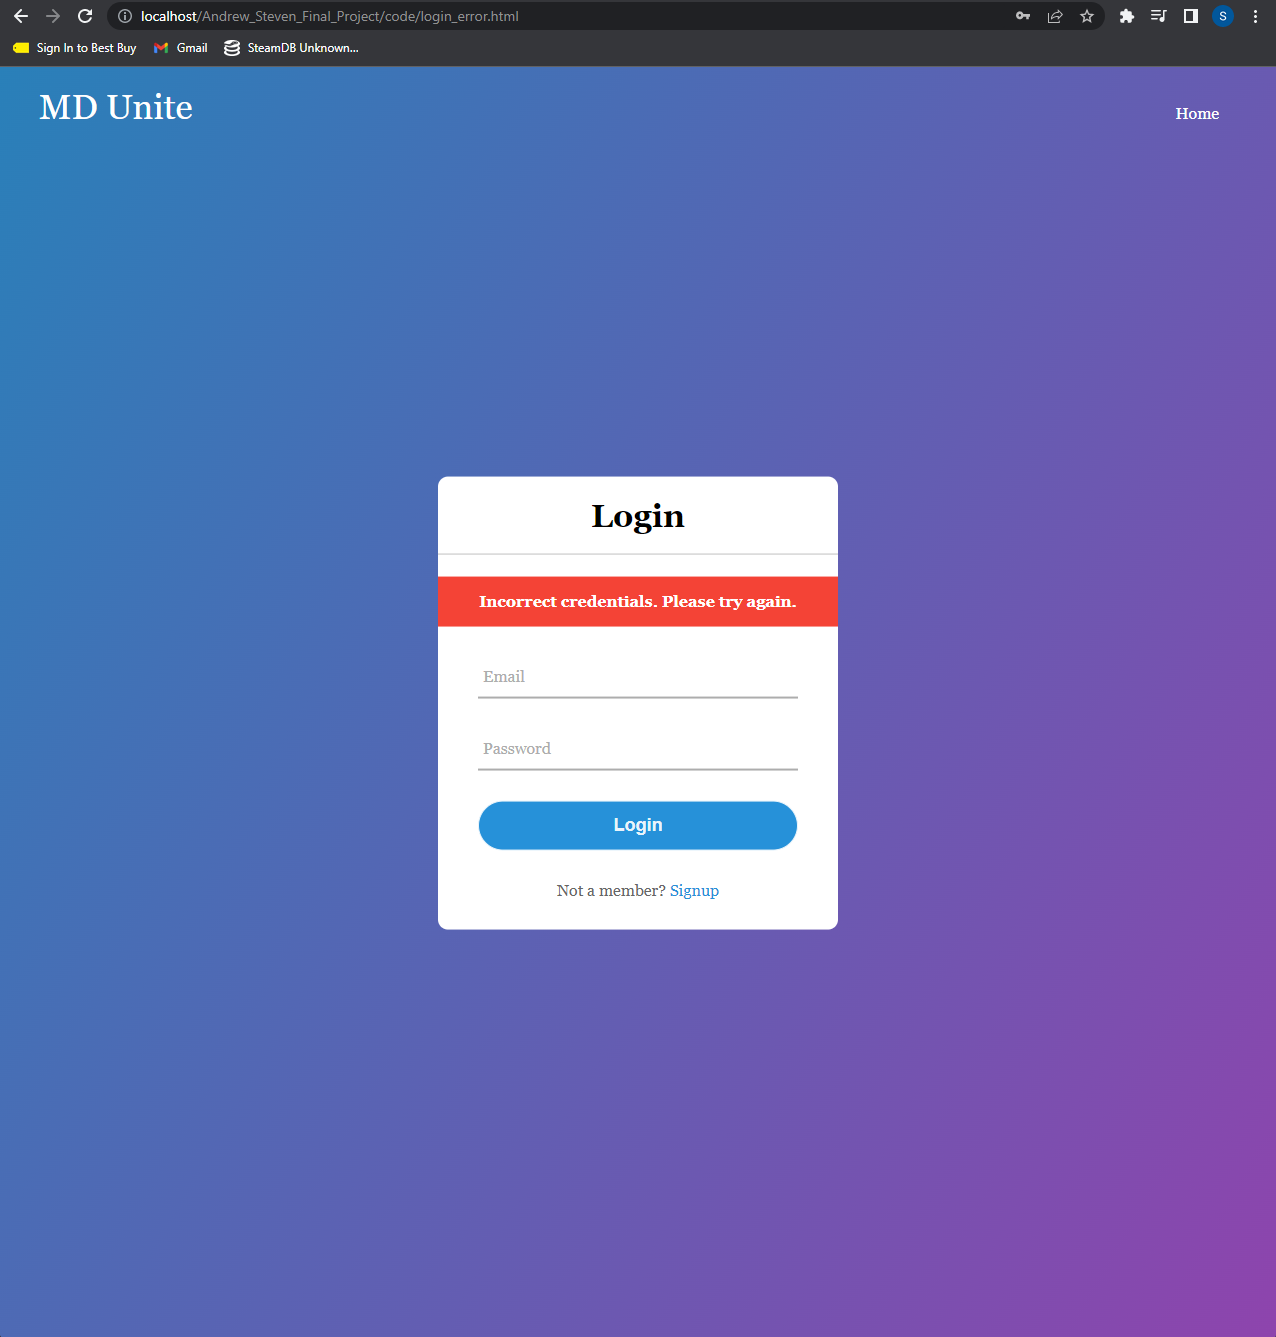 localhost/Andrew_Steven_Final_Project/code/login_error.html
S
Sign In to Best Buy Gmail SteamDB Unknown...
MD Unite
Home
Login
Incorrect credentials. Please try again.
Email
Password
Login
Not a member? Signup